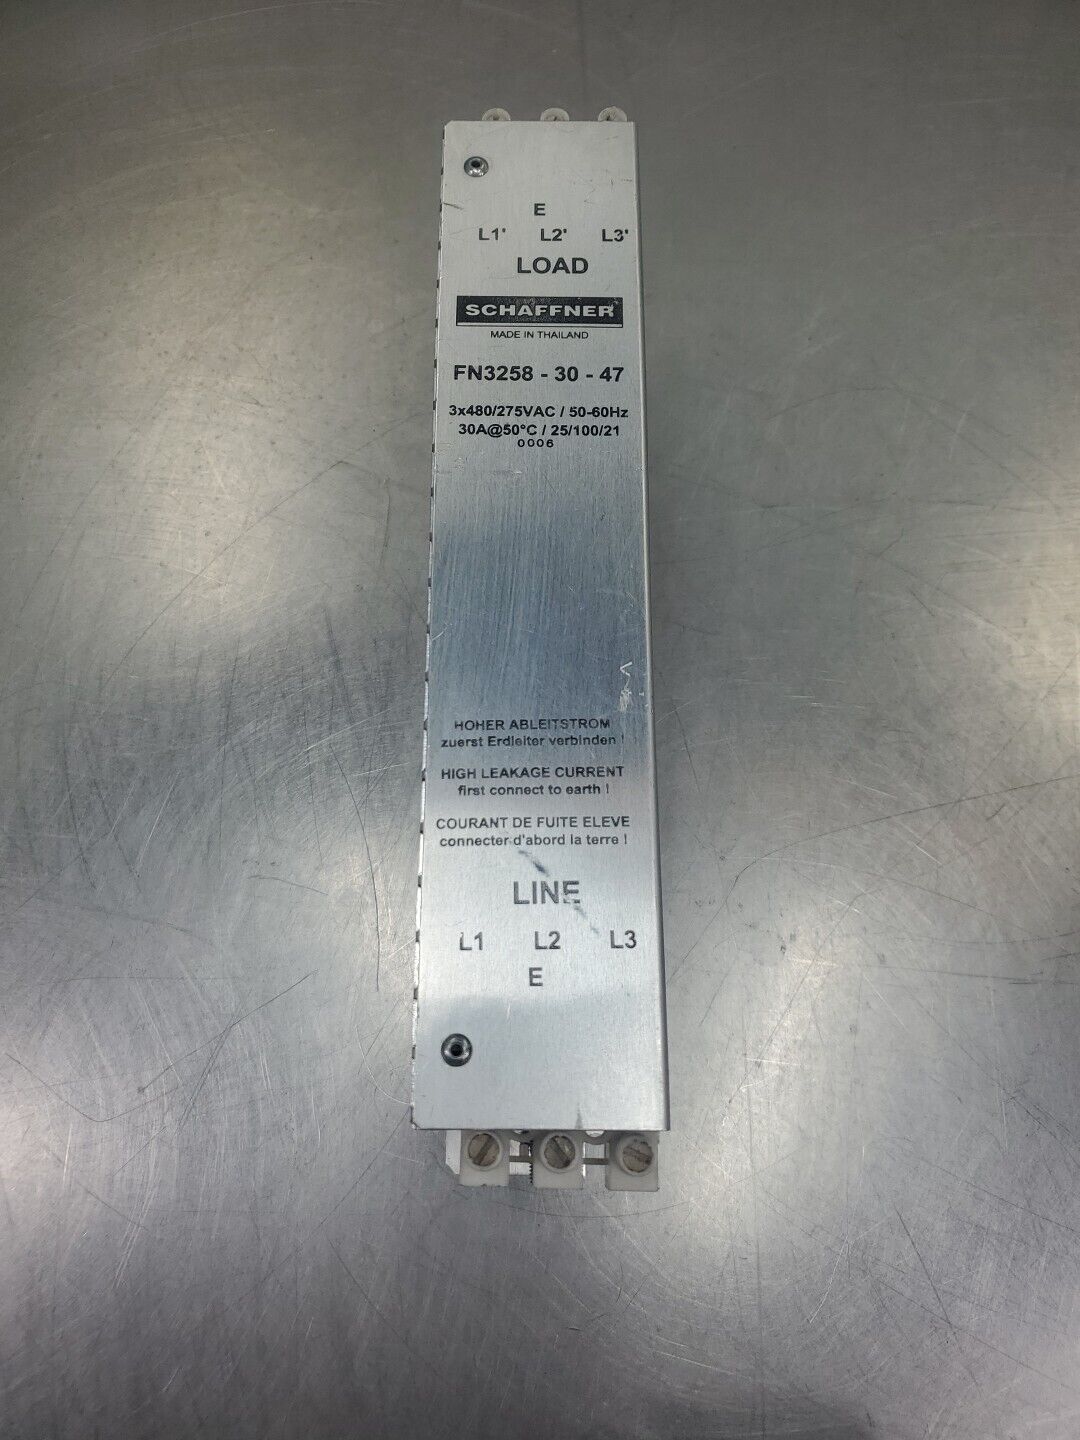 E
L1' L2' L3'
LOAD
SCHAFFNER
MADE IN THAILAND
FN3258 - 30 - 47
3x480/275VAC / 50-60Hz
30A@50°C / 25/100/21
0006
HOHER ABLEITSTROM
zuerst Erdleiter verbinden !
HIGH LEAKAGE CURRENT
first connect to earth !
COURANT DE FUITE ELEVE
connecter d'abord la terre !
LINE
L1 L2 L3
E